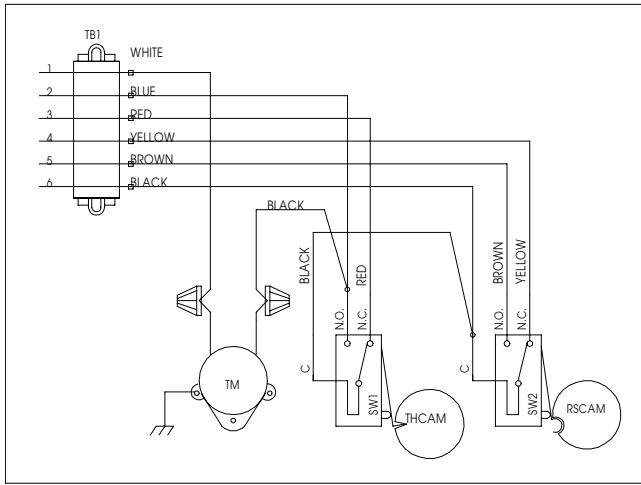 TB1
WHITE
1
BLUE
2
RED
3
YELLOW
4
BROWN
5
BLACK
6
BLACK
BLACK
RED
BROWN
YELLOW
N.O.
N.C.
N.O.
N.C.
C
C
TM
SW1
THCAM
SW2
RSCAM